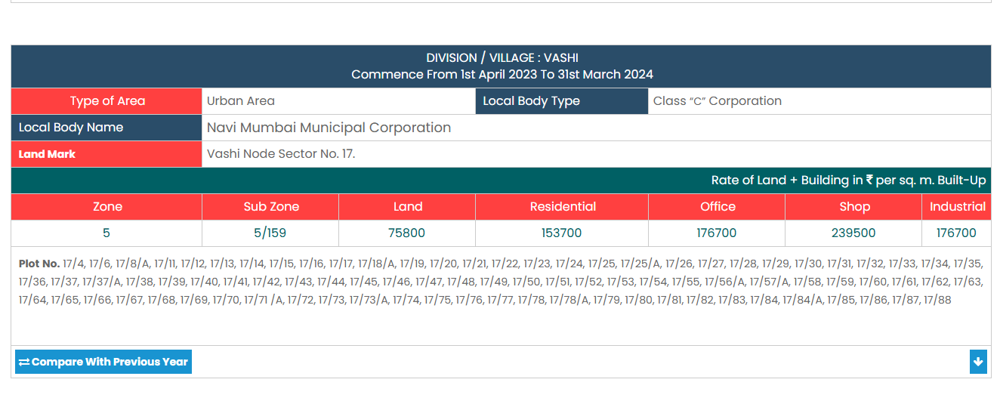 DIVISION / VILLAGE : VASHI
Commence From 1st April 2023 To 31st March 2024
Type of Area Urban Area Local Body Type Class "C" Corporation
Local Body Name Navi Mumbai Municipal Corporation
Land Mark Vashi Node Sector No. 17.
Rate of Land + Building in ₹ per sq. m. Built-Up
Zone Sub Zone Land Residential Office Shop Industrial
5 5/159 75800 153700 176700 239500 176700
Plot No. 17/4, 17/6, 17/8/A, 17/11, 17/12, 17/13, 17/14, 17/15, 17/16, 17/17, 17/18/A, 17/19, 17/20, 17/21, 17/22, 17/23, 17/24, 17/25, 17/25/A, 17/26, 17/27, 17/28, 17/29, 17/30, 17/31, 17/32, 17/33, 17/34, 17/35,
17/36, 17/37, 17/37/A, 17/38, 17/39, 17/40, 17/41, 17/42, 17/43, 17/44, 17/45, 17/46, 17/47, 17/48, 17/49, 17/50, 17/51, 17/52, 17/53, 17/54, 17/55, 17/56/A, 17/57/A, 17/58, 17/59, 17/60, 17/61, 17/62, 17/63,
17/64, 17/65, 17/66, 17/67, 17/68, 17/69, 17/70, 17/71 /A, 17/72, 17/73, 17/73/A, 17/74, 17/75, 17/76, 17/77, 17/78, 17/78/A, 17/79, 17/80, 17/81, 17/82, 17/83, 17/84, 17/84/A, 17/85, 17/86, 17/87, 17/88
Compare With Previous Year